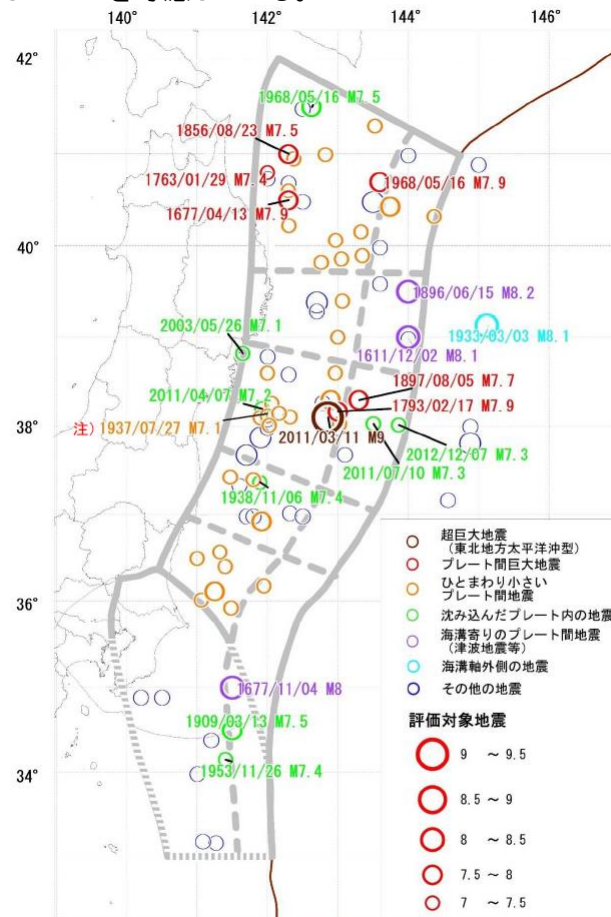 140° 142° 144° 146°
42°
1968/05/16 M7.5
1856/08/23 M7.5
1763/01/29 M7.4
1968/05/16 M7.9
1677/04/13 M7.9
40°
1896/06/15 M8.2
2003/05/26 M7.1
1933/03/03 M8.1
1611/12/02 M8.1
1897/08/05 M7.7
2011/04/07 M7.2
1793/02/17 M7.9
38°
注) 1937/07/27 M7.1
2011/03/11 M9
2012/12/07 M7.3
2011/07/10 M7.3
1938/11/06 M7.4
超巨大地震
(東北地方太平洋沖型)
プレート間巨大地震
ひとまわり小さい
プレート間地震
沈み込んだプレート内の地震
海溝寄りのプレート間地震
(津波地震等)
海溝軸外側の地震
その他の地震
36°
1677/11/04 M8
1909/03/13 M7.5
1953/11/26 M7.4
34°
評価対象地震
9 ～ 9.5
8.5 ～ 9
8 ～ 8.5
7.5 ～ 8
7 ～ 7.5